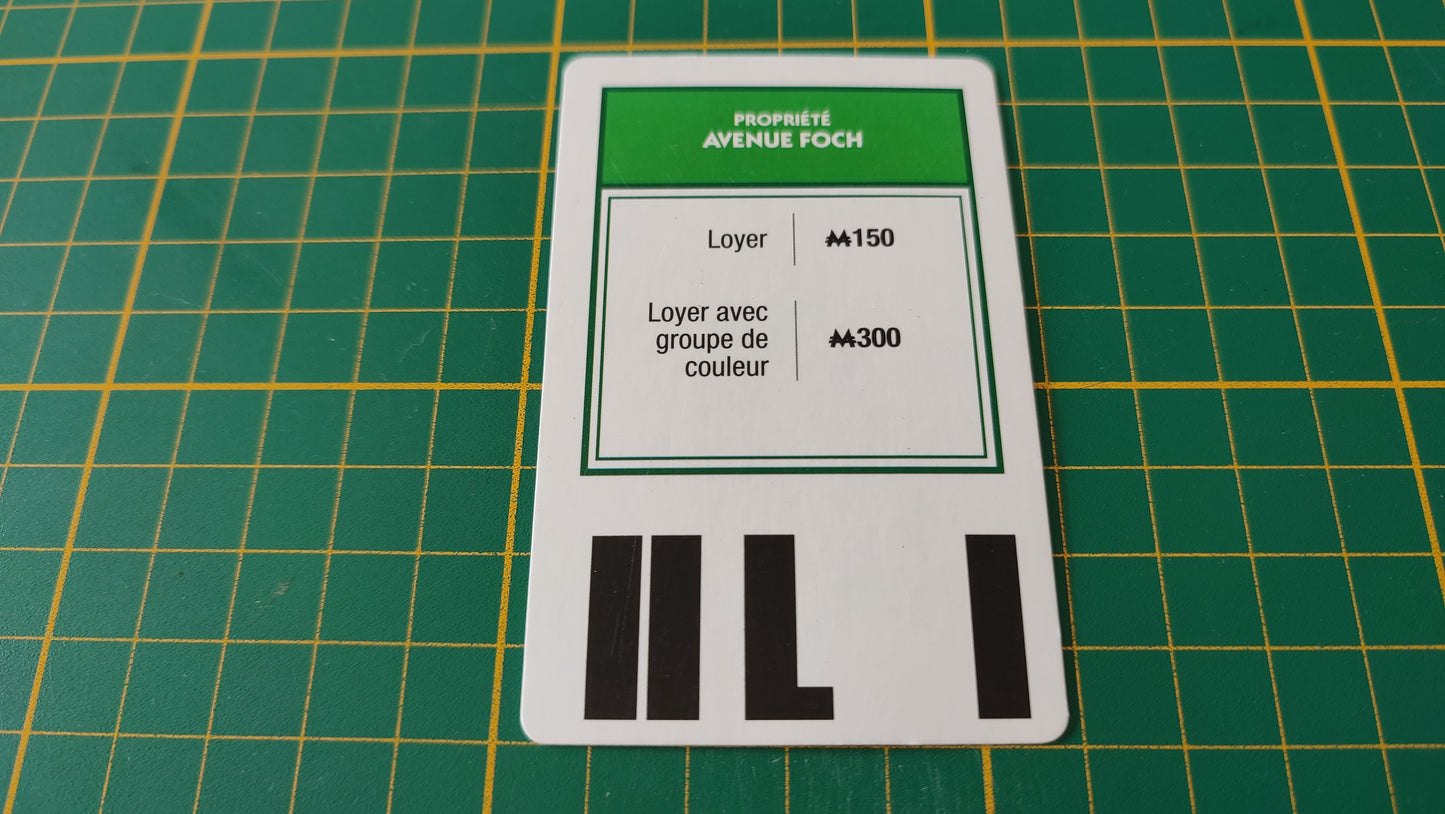 PROPRIÉTÉ
AVENUE FOCH
Loyer ₩150
Loyer avec
groupe de ₩300
couleur